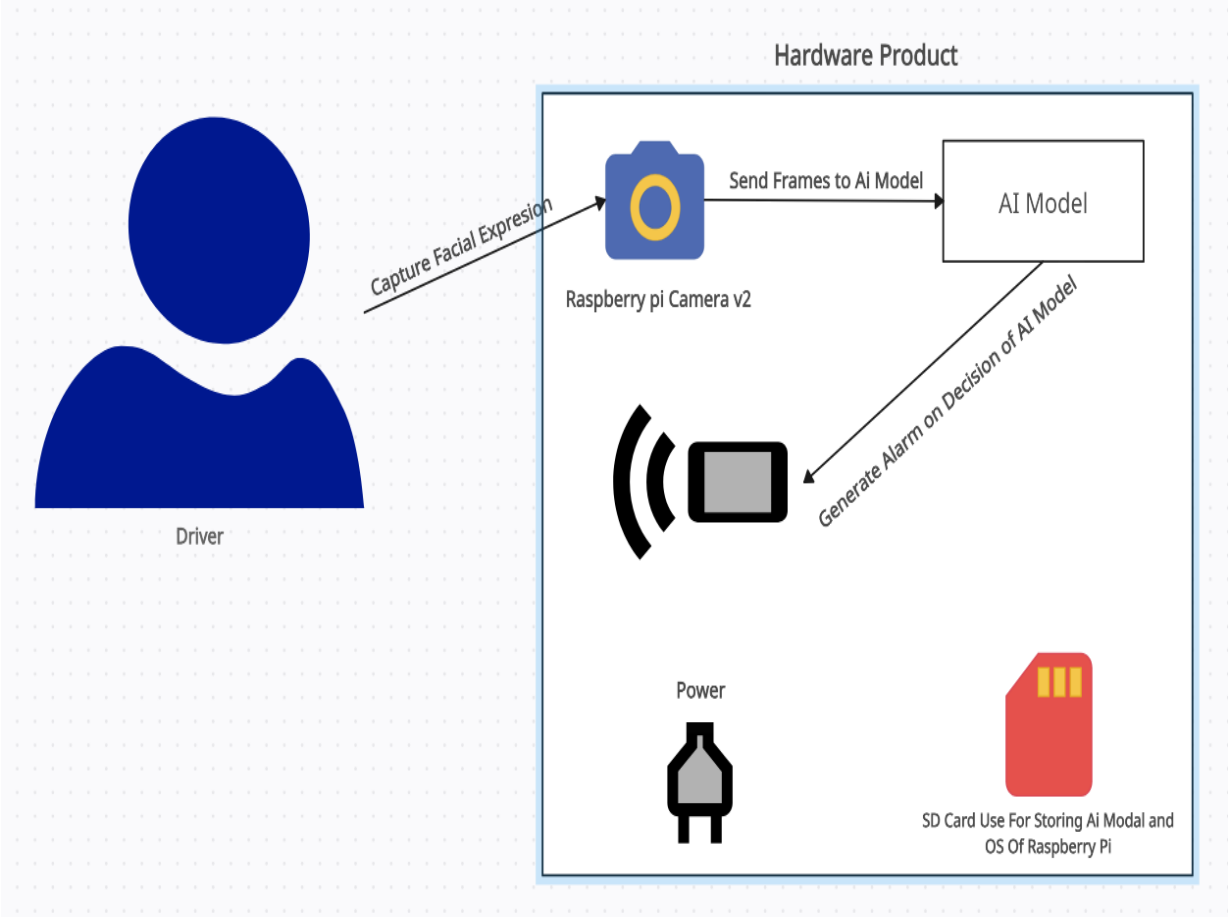 Hardware Product
Capture Facial Expresion
Send Frames to Ai Model
AI Model
Raspberry pi Camera v2
Generate Alarm on Decision of AI Model
Driver
Power
SD Card Use For Storing Ai Modal and
OS Of Raspberry Pi